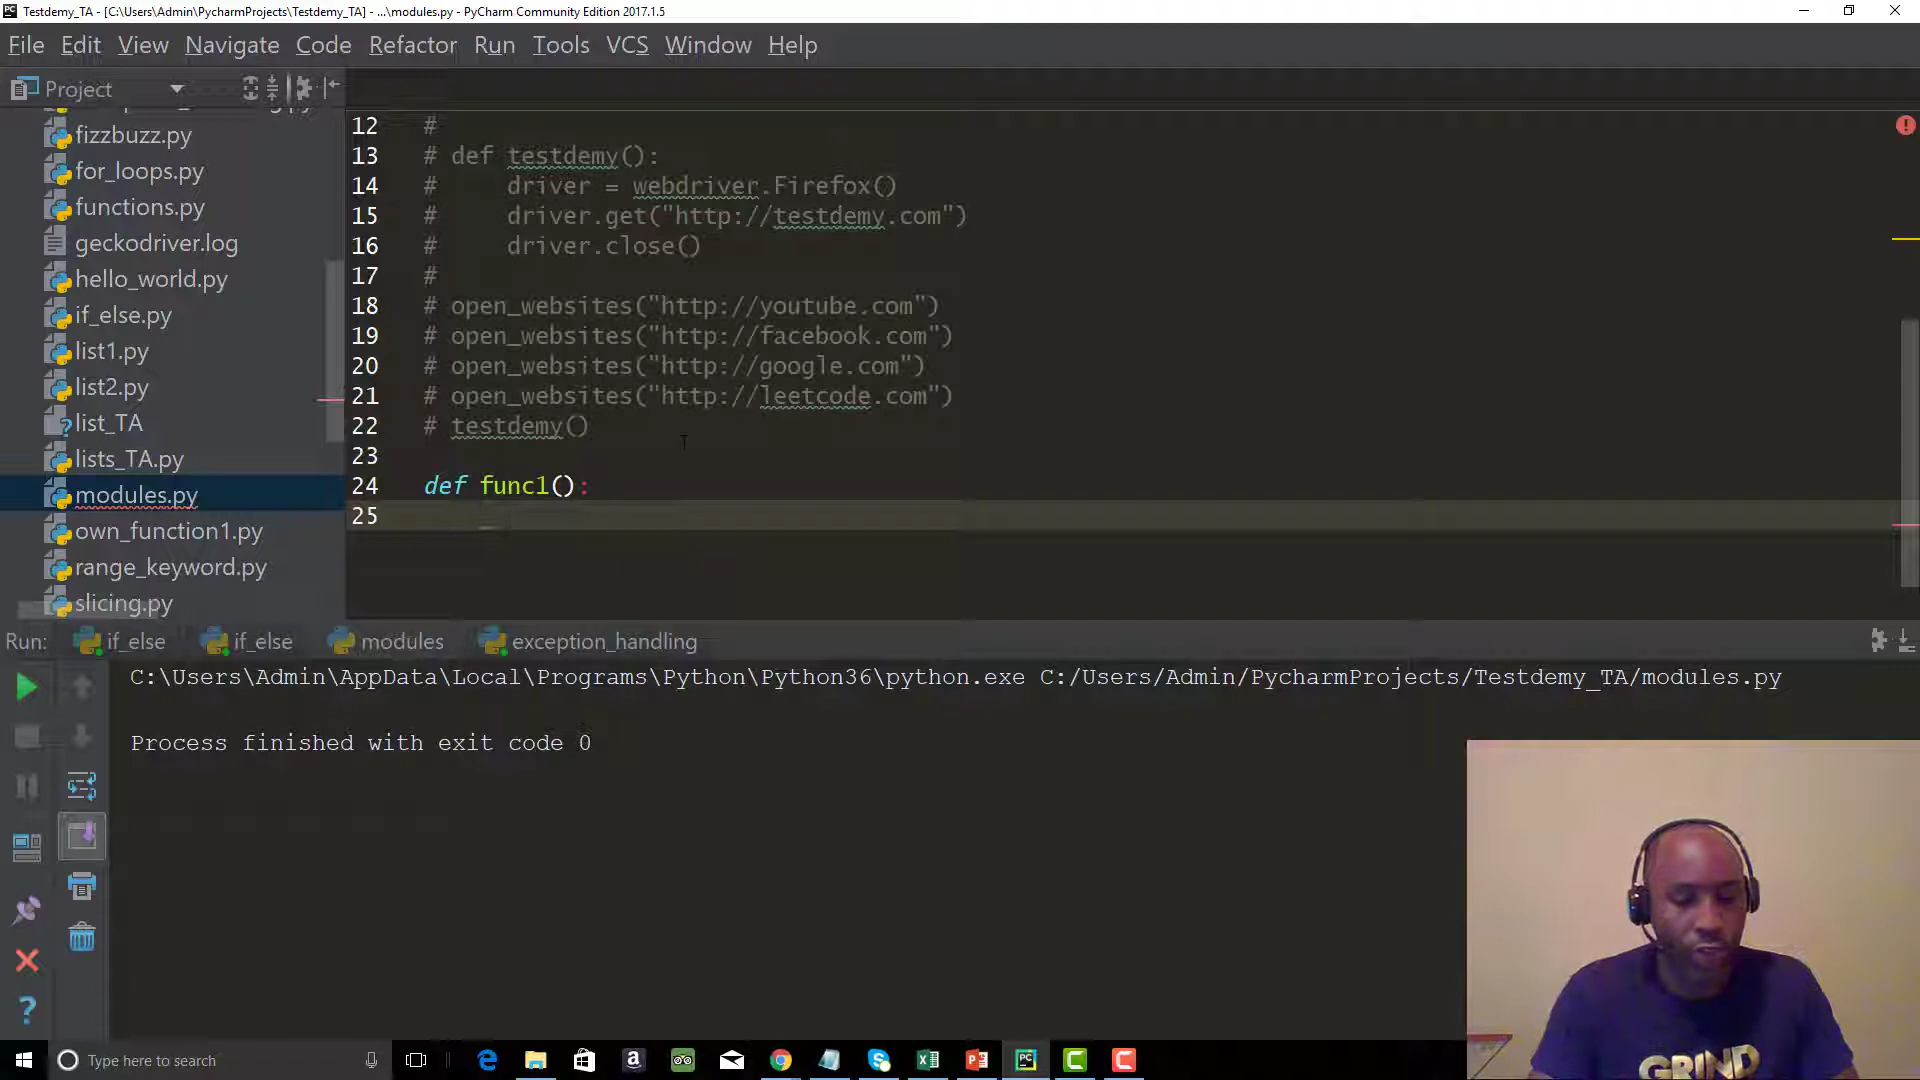 Testdemy_TA - [C:\Users\Admin\PycharmProjects\Testdemy_TA] - ...\modules.py - PyCharm Community Edition 2017.1.5
File Edit View Navigate Code Refactor Run Tools VCS Window Help
Project
fizzbuzz.py
for_loops.py
functions.py
geckodriver.log
hello_world.py
if_else.py
list1.py
list2.py
list_TA
lists_TA.py
modules.py
own_function1.py
range_keyword.py
slicing.py
12 #
13 # def testdemy():
14 #     driver = webdriver.Firefox()
15 #     driver.get("http://testdemy.com")
16 #     driver.close()
17 #
18 # open_websites("http://youtube.com")
19 # open_websites("http://facebook.com")
20 # open_websites("http://google.com")
21 # open_websites("http://leetcode.com")
22 # testdemy()
23
24 def func1():
25
Run: if_else if_else modules exception_handling
C:\Users\Admin\AppData\Local\Programs\Python\Python36\python.exe C:/Users/Admin/PycharmProjects/Testdemy_TA/modules.py
Process finished with exit code 0
GRIND
Type here to search